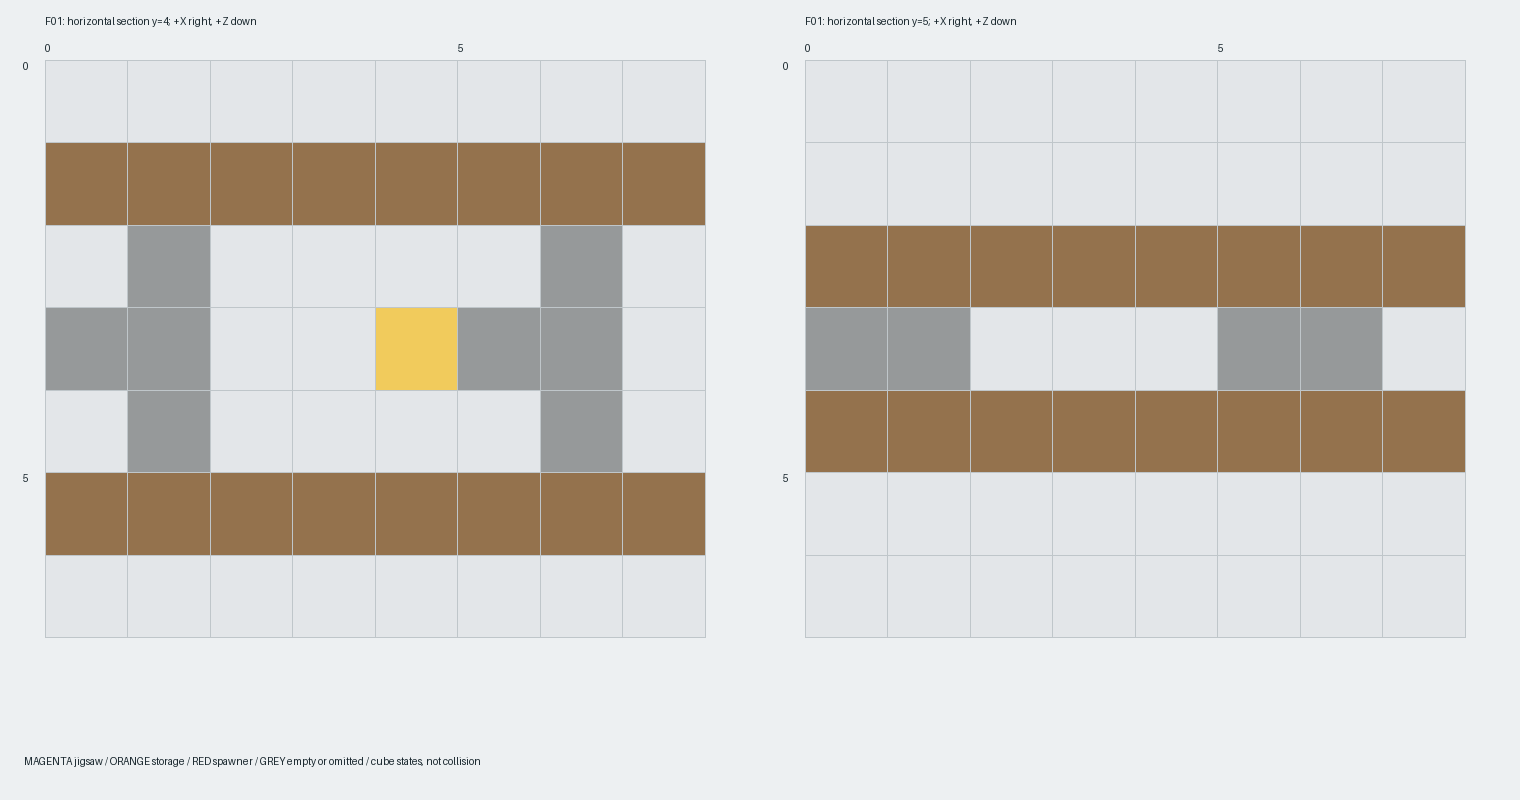 F01: horizontal section y=4; +X right, +Z down
F01: horizontal section y=5; +X right, +Z down
0 5
0 5
0
0
5
5
MAGENTA jigsaw / ORANGE storage / RED spawner / GREY empty or omitted / cube states, not collision